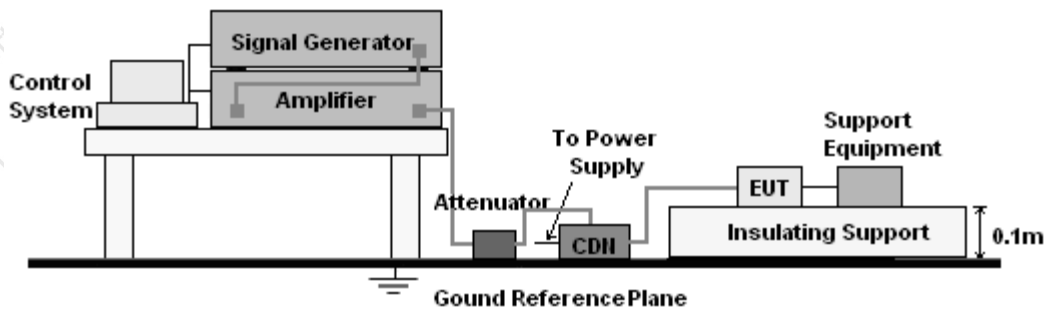 Signal Generator
Control
System
Amplifier
To Power
Supply
Support
Equipment
Attenuator
EUT
CDN
Insulating Support
0.1m
Gound Reference Plane